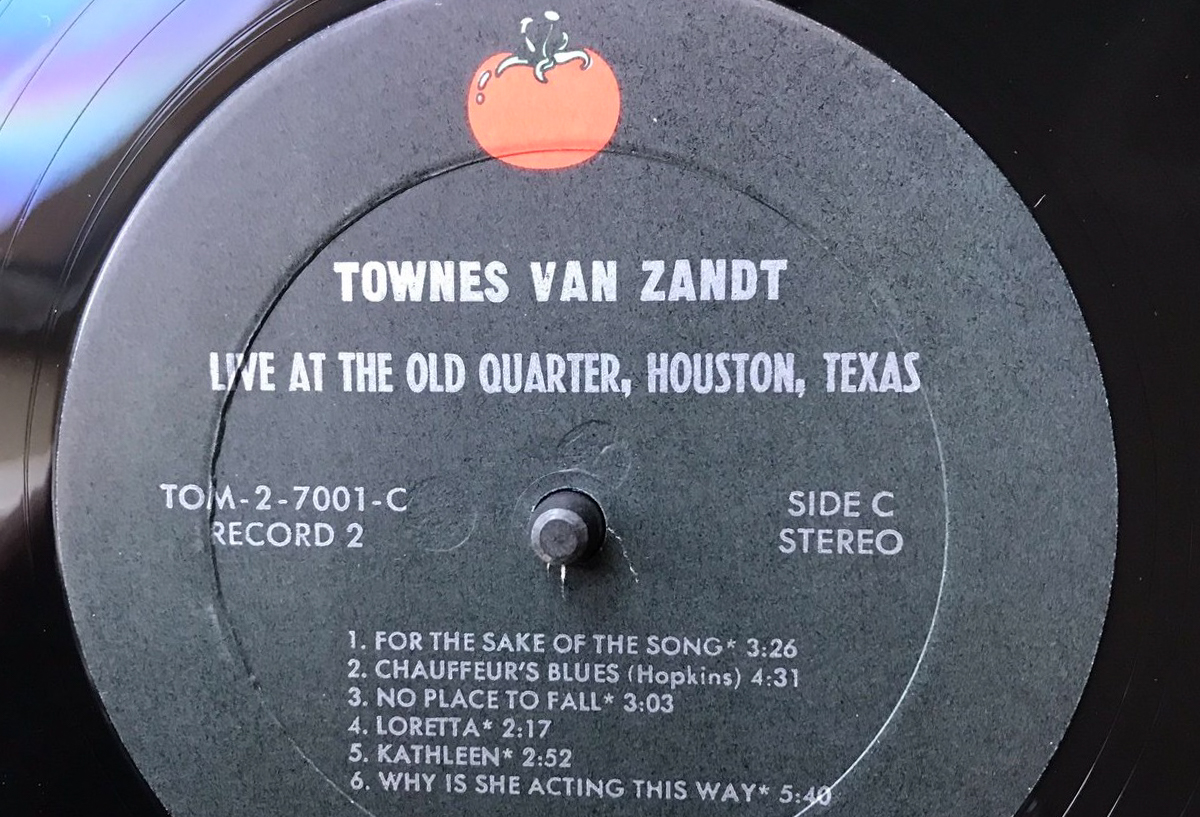 TOWNES VAN ZANDT
LIVE AT THE OLD QUARTER, HOUSTON, TEXAS
TOM-2-7001-C
RECORD 2
SIDE C
STEREO
1. FOR THE SAKE OF THE SONG* 3:26
2. CHAUFFEUR'S BLUES (Hopkins) 4:31
3. NO PLACE TO FALL* 3:03
4. LORETTA* 2:17
5. KATHLEEN* 2:52
6. WHY IS SHE ACTING THIS WAY* 5:40